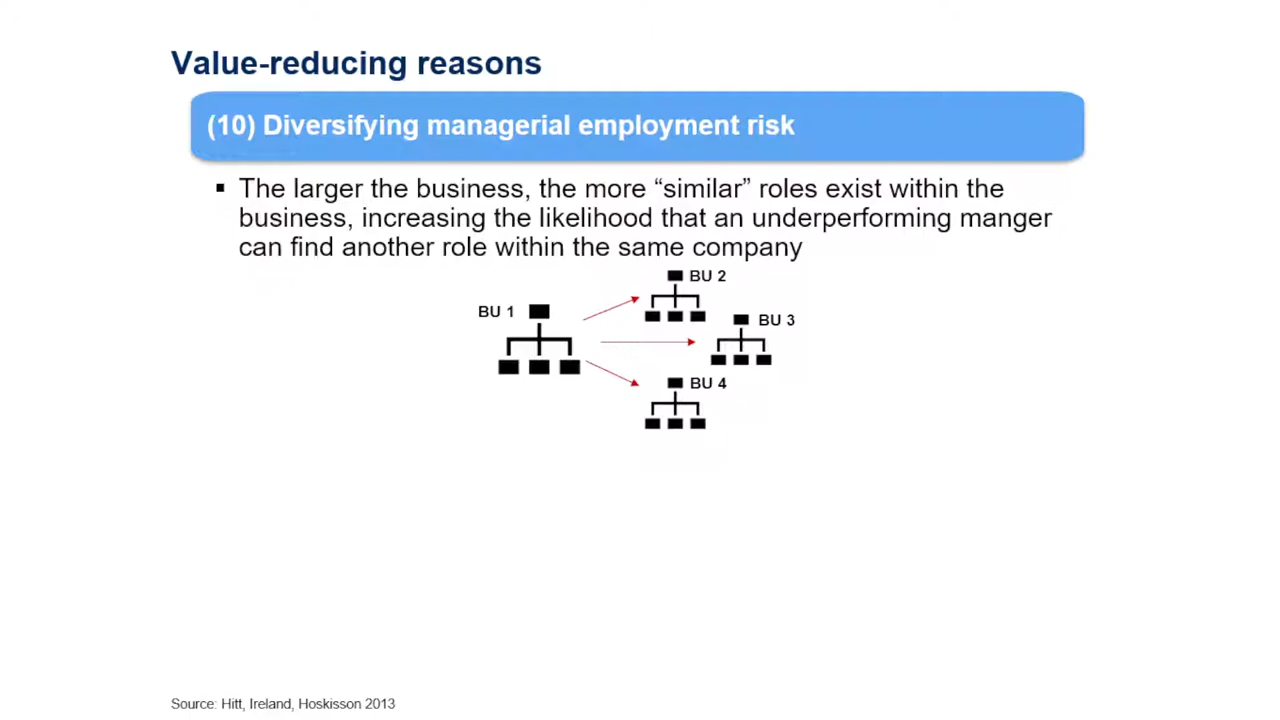 Value-reducing reasons
(10) Diversifying managerial employment risk
▪ The larger the business, the more “similar” roles exist within the
business, increasing the likelihood that an underperforming manger
can find another role within the same company
BU 1
BU 2
BU 3
BU 4
Source: Hitt, Ireland, Hoskisson 2013